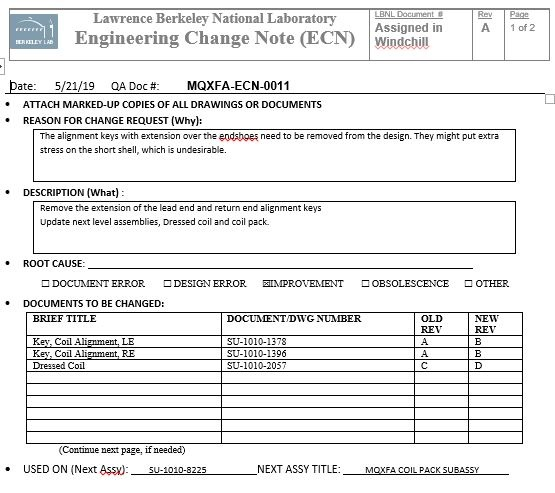 BERKELEY LAB
Lawrence Berkeley National Laboratory
Engineering Change Note (ECN)
LBNL Document #
Assigned in
Windchill
Rev
A
Page
1 of 2
Date: 5/21/19 QA Doc #: MQXFA-ECN-0011
• ATTACH MARKED-UP COPIES OF ALL DRAWINGS OR DOCUMENTS
• REASON FOR CHANGE REQUEST (Why):
The alignment keys with extension over the endshoes need to be removed from the design. They might put extra
stress on the short shell, which is undesirable.
• DESCRIPTION (What) :
Remove the extension of the lead end and return end alignment keys
Update next level assemblies, Dressed coil and coil pack.
• ROOT CAUSE:
☐ DOCUMENT ERROR ☐ DESIGN ERROR ☒IMPROVEMENT ☐ OBSOLESCENCE ☐ OTHER
• DOCUMENTS TO BE CHANGED:
BRIEF TITLE DOCUMENT/DWG NUMBER OLD REV NEW REV
Key, Coil Alignment, LE SU-1010-1378 A B
Key, Coil Alignment, RE SU-1010-1396 A B
Dressed Coil SU-1010-2057 C D
(Continue next page, if needed)
• USED ON (Next Assy): SU-1010-8225 NEXT ASSY TITLE: MQXFA COIL PACK SUBASSY